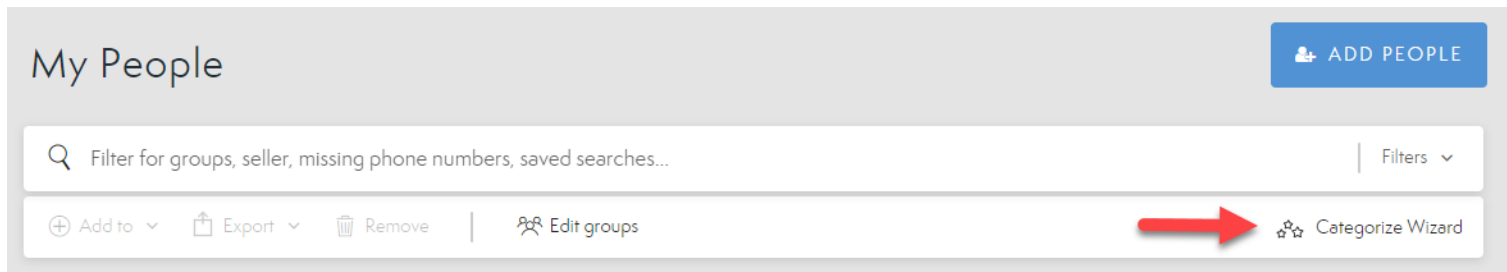 My People
ADD PEOPLE
Filter for groups, seller, missing phone numbers, saved searches...
Filters
Add to Export Remove Edit groups Categorize Wizard